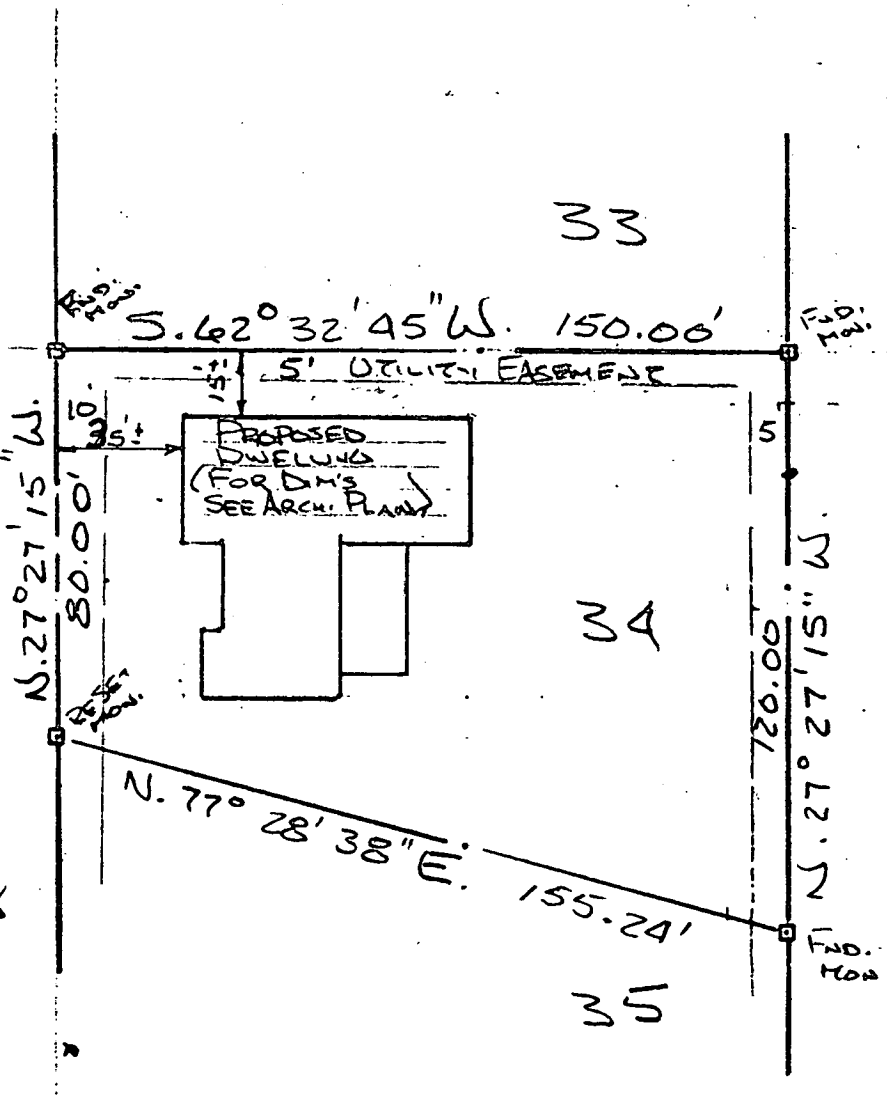 33
FND.
MON.
S. 62° 32' 45" W. 150.00'
FND.
MON.
5' UTILITY EASEMENT
15'±
10'
35'±
PROPOSED
DWELLING
(FOR DIM'S
SEE ARCH. PLANS)
5
N. 27° 27' 15" W.
80.00'
34
120.00'
N. 27° 27' 15" W.
RESET
MON.
N. 77° 28' 38" E. 155.24'
FND.
MON
35